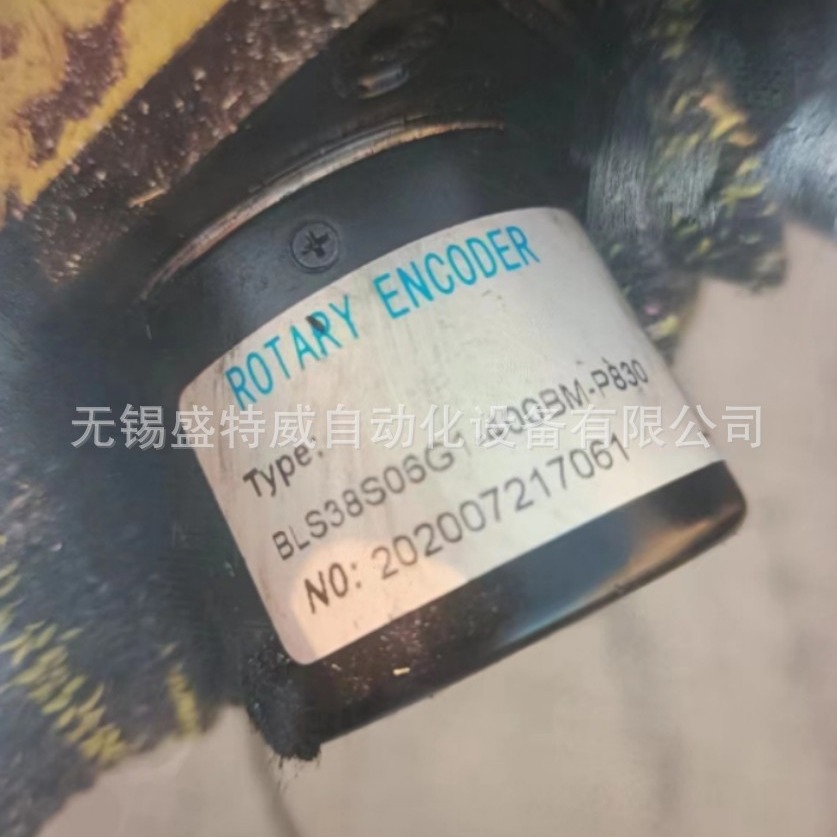 ROTARY ENCODER
Type:
无锡盛特威自动化设备有限公司
N0: 202007217061